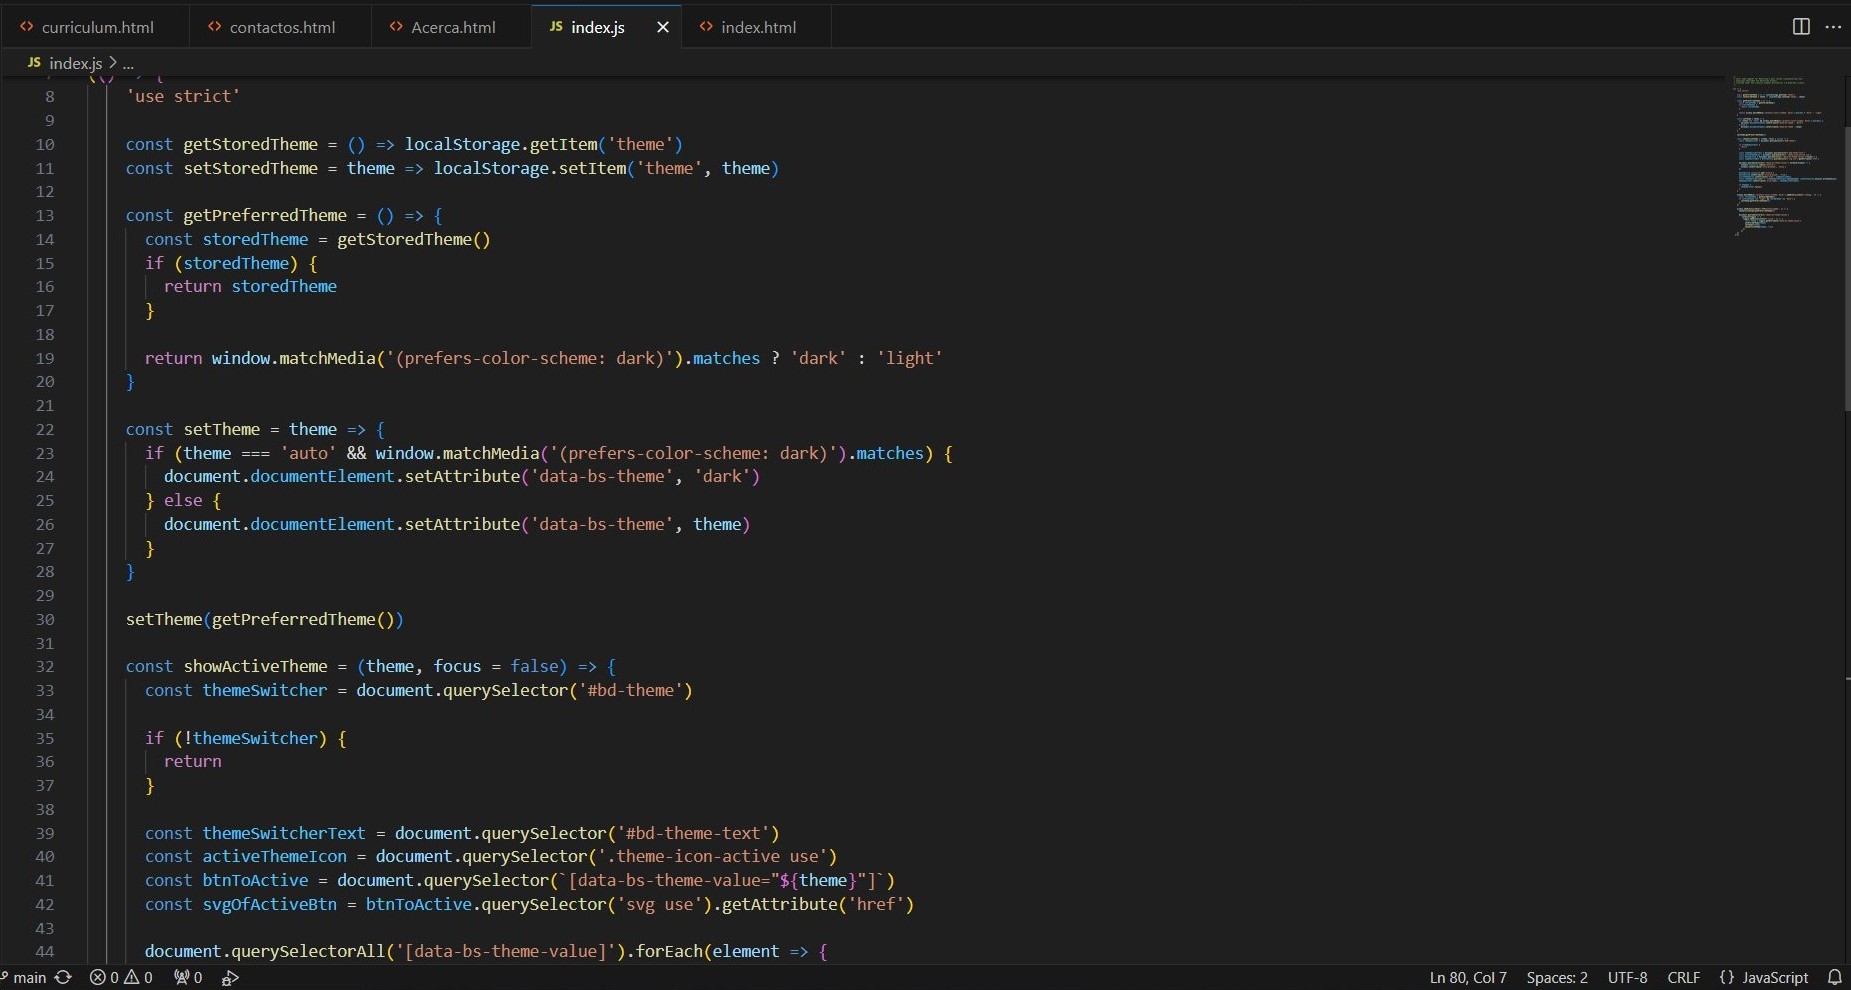 curriculum.html
contactos.html
Acerca.html
JS index.js
index.html
JS index.js > ...
8 'use strict'
9
10 const getStoredTheme = () => localStorage.getItem('theme')
11 const setStoredTheme = theme => localStorage.setItem('theme', theme)
12
13 const getPreferredTheme = () => {
14 const storedTheme = getStoredTheme()
15 if (storedTheme) {
16 return storedTheme
17 }
18
19 return window.matchMedia('(prefers-color-scheme: dark)').matches ? 'dark' : 'light'
20 }
21
22 const setTheme = theme => {
23 if (theme === 'auto' && window.matchMedia('(prefers-color-scheme: dark)').matches) {
24 document.documentElement.setAttribute('data-bs-theme', 'dark')
25 } else {
26 document.documentElement.setAttribute('data-bs-theme', theme)
27 }
28 }
29
30 setTheme(getPreferredTheme())
31
32 const showActiveTheme = (theme, focus = false) => {
33 const themeSwitcher = document.querySelector('#bd-theme')
34
35 if (!themeSwitcher) {
36 return
37 }
38
39 const themeSwitcherText = document.querySelector('#bd-theme-text')
40 const activeThemeIcon = document.querySelector('.theme-icon-active use')
41 const btnToActive = document.querySelector(`[data-bs-theme-value="${theme}"]`)
42 const svgOfActiveBtn = btnToActive.querySelector('svg use').getAttribute('href')
43
44 document.querySelectorAll('[data-bs-theme-value]').forEach(element => {
main 0 0 0 Ln 80, Col 7 Spaces: 2 UTF-8 CRLF {} JavaScript